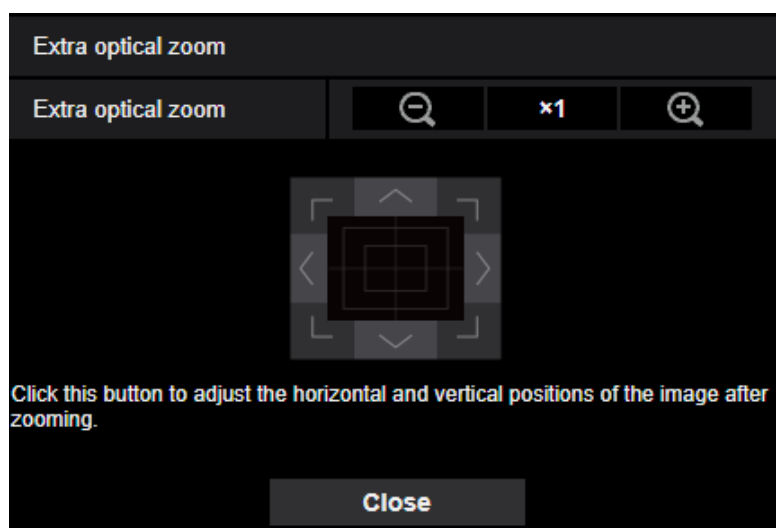 Extra optical zoom
Extra optical zoom ×1
Click this button to adjust the horizontal and vertical positions of the image after
zooming.
Close